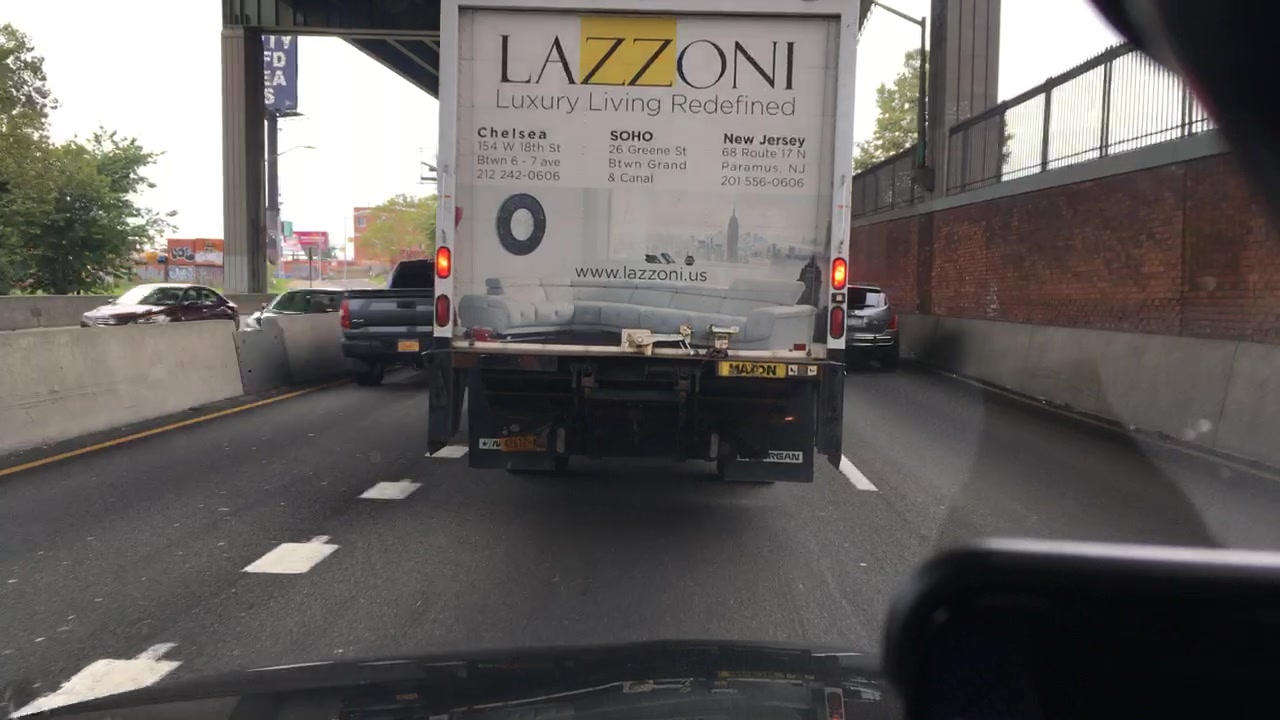 LAZZONI
Luxury Living Redefined
Chelsea
154 W 18th St
Btwn 6 - 7 ave
212 242-0606
SOHO
26 Greene St
Btwn Grand
& Canal
New Jersey
68 Route 17 N
Paramus, NJ
201 556-0606
www.lazzoni.us
MAXON